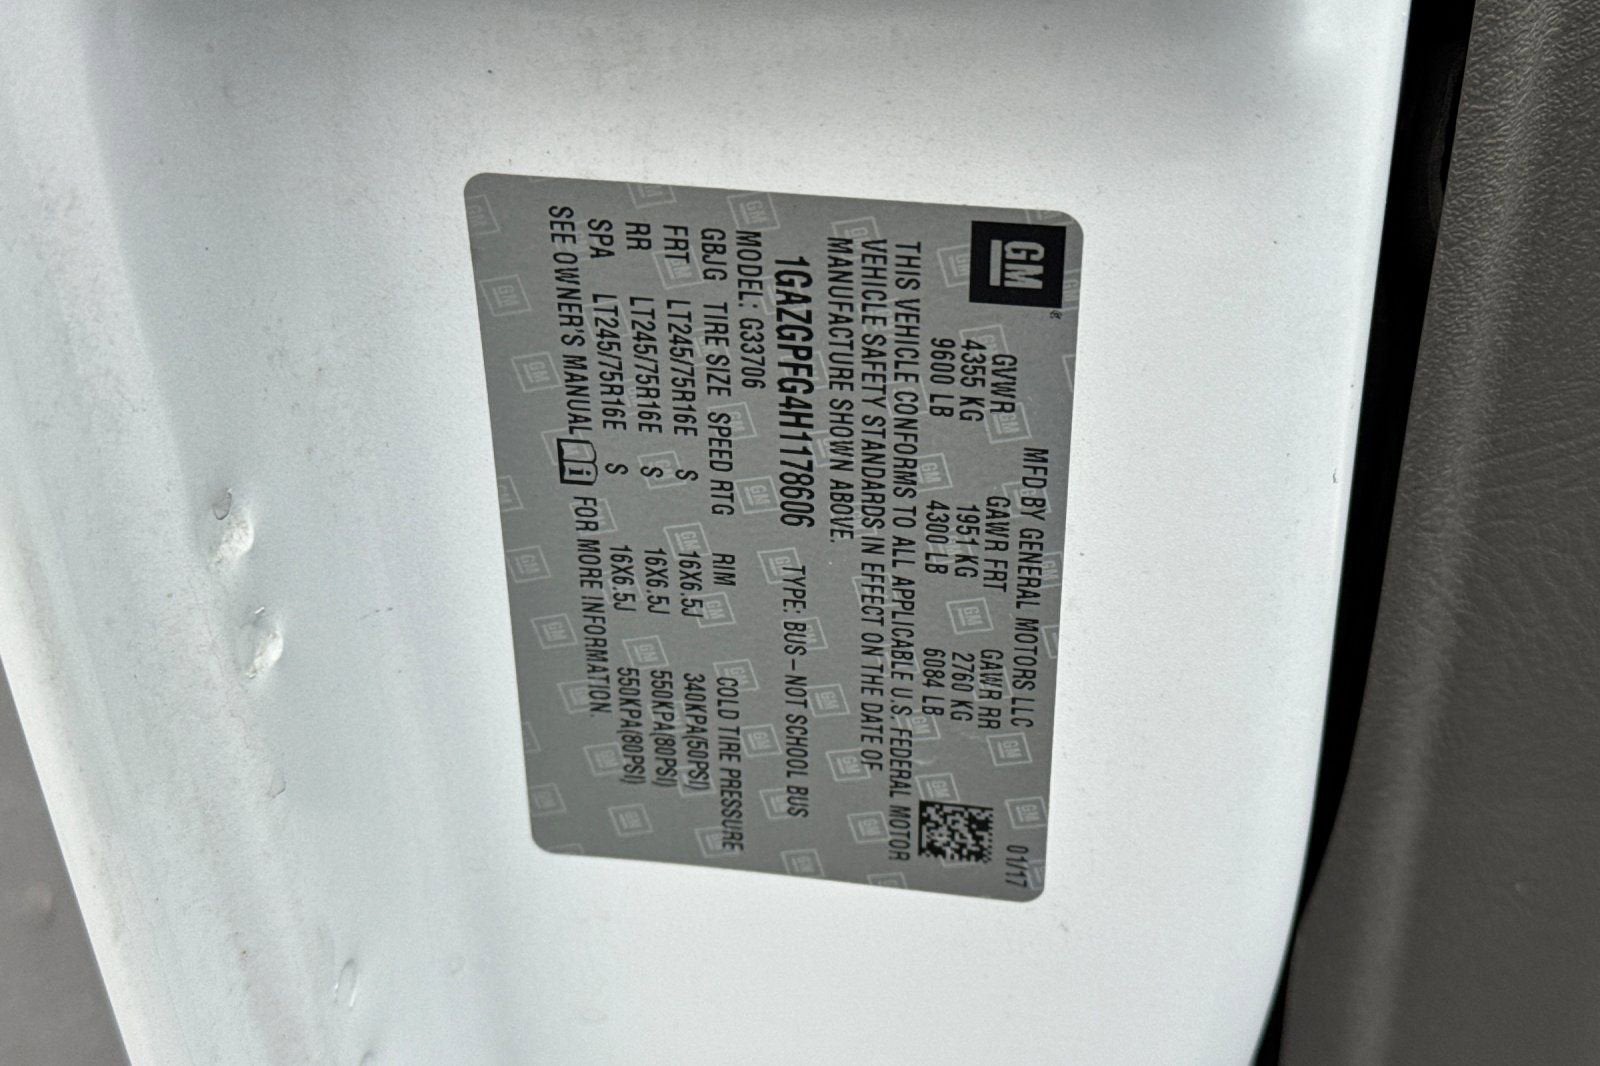 GM
MFD BY GENERAL MOTORS LLC 01/17
GVWR GAWR FRT GAWR RR
4355 KG 1951 KG 2760 KG
9600 LB 4300 LB 6084 LB
THIS VEHICLE CONFORMS TO ALL APPLICABLE U.S. FEDERAL MOTOR
VEHICLE SAFETY STANDARDS IN EFFECT ON THE DATE OF
MANUFACTURE SHOWN ABOVE.
1GAZGPFG4H1178606 TYPE: BUS – NOT SCHOOL BUS
MODEL: G33706
GBJG TIRE SIZE SPEED RTG RIM COLD TIRE PRESSURE
FRT LT245/75R16E S 16X6.5J 340KPA(50PSI)
RR LT245/75R16E S 16X6.5J 550KPA(80PSI)
SPA LT245/75R16E S 16X6.5J 550KPA(80PSI)
SEE OWNER'S MANUAL i FOR MORE INFORMATION.